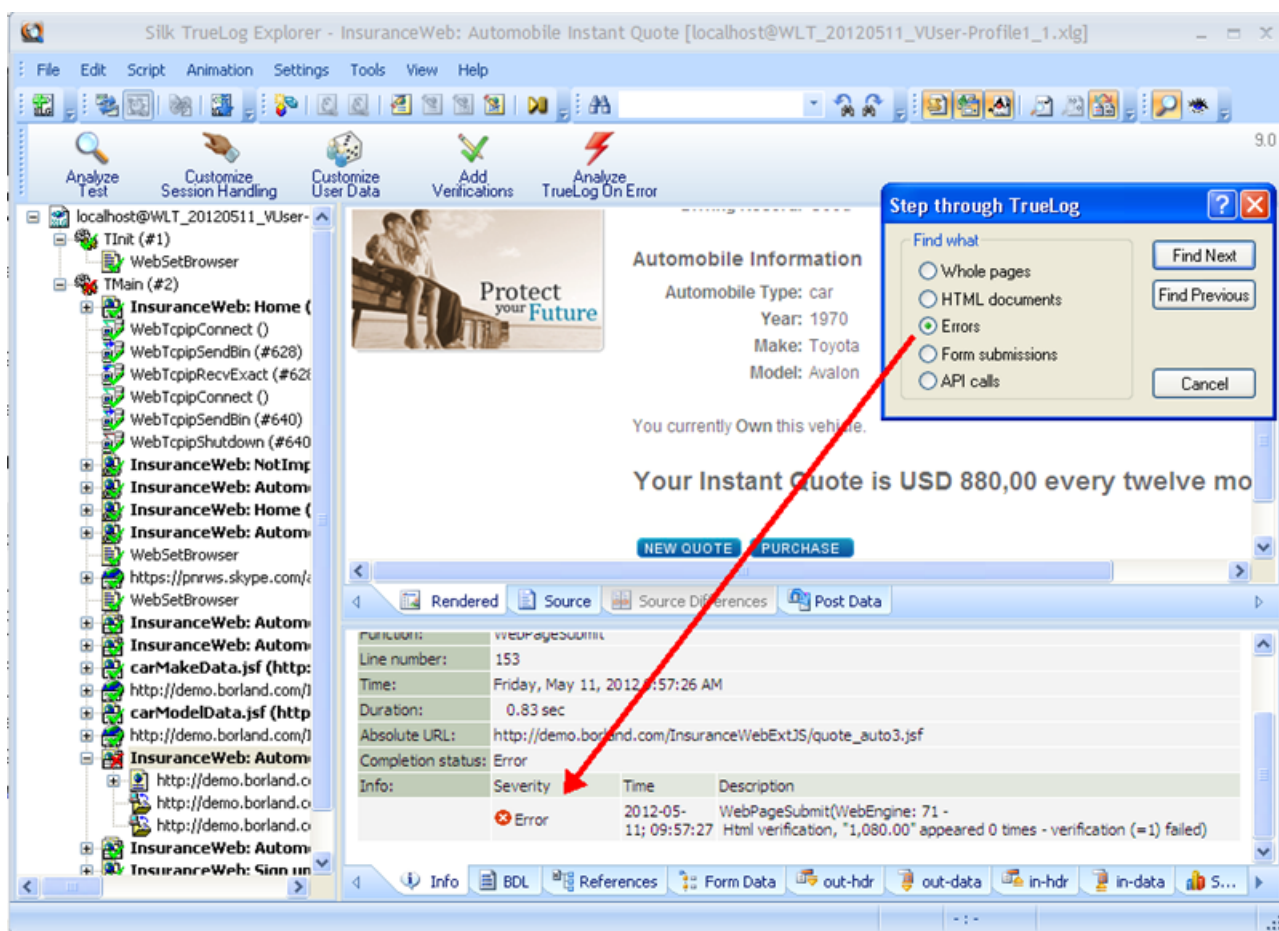 Silk TrueLog Explorer - InsuranceWeb: Automobile Instant Quote [localhost@WLT_20120511_VUser-Profile1_1.xlg]
File Edit Script Animation Settings Tools View Help
9.0
Analyze Test
Customize Session Handling
Customize User Data
Add Verifications
Analyze TrueLog On Error
localhost@WLT_20120511_VUser-
TInit (#1)
WebSetBrowser
TMain (#2)
InsuranceWeb: Home (
WebTcpipConnect ()
WebTcpipSendBin (#628)
WebTcpipRecvExact (#628
WebTcpipConnect ()
WebTcpipSendBin (#640)
WebTcpipShutdown (#640
InsuranceWeb: NotImp
InsuranceWeb: Autom
InsuranceWeb: Home (
InsuranceWeb: Autom
WebSetBrowser
https://pnrws.skype.com/a
WebSetBrowser
InsuranceWeb: Autom
InsuranceWeb: Autom
carMakeData.jsf (http:
http://demo.borland.com/I
carModelData.jsf (http
http://demo.borland.com/I
InsuranceWeb: Autom
http://demo.borland.c
http://demo.borland.c
http://demo.borland.c
InsuranceWeb: Autom
InsuranceWeb: Sign up
Protect
your Future
Automobile Information
Automobile Type: car
Year: 1970
Make: Toyota
Model: Avalon
You currently Own this vehicle.
Your Instant Quote is USD 880,00 every twelve mo
NEW QUOTE PURCHASE
Step through TrueLog
Find what
Whole pages
HTML documents
Errors
Form submissions
API calls
Find Next
Find Previous
Cancel
Rendered Source Source Differences Post Data
Function: WebPageSubmit
Line number: 153
Time: Friday, May 11, 2012 9:57:26 AM
Duration: 0.83 sec
Absolute URL: http://demo.borland.com/InsuranceWebExtJS/quote_auto3.jsf
Completion status: Error
Info: Severity Time Description
Error 2012-05-11; 09:57:27 WebPageSubmit(WebEngine: 71 -
Html verification, "1,080.00" appeared 0 times - verification (=1) failed)
Info BDL References Form Data out-hdr out-data in-hdr in-data S...
- : -